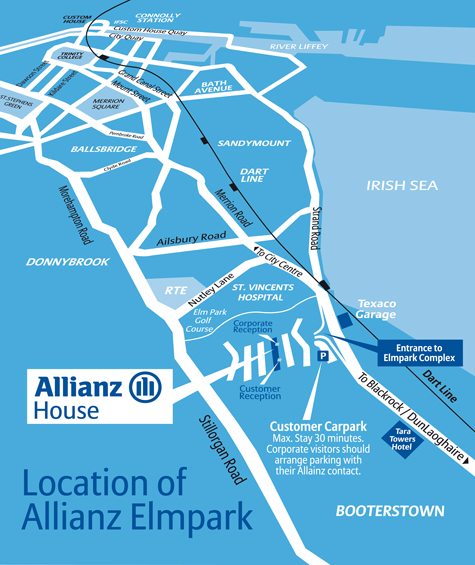 CONNOLLY
STATION
CUSTOM
HOUSE
IFSC
Custom House Quay
City Quay
RIVER LIFFEY
TRINITY
COLLEGE
Dawson Street
Kildare Street
Grand Canal Street
Mount Street
BATH
AVENUE
ST. STEPHENS
GREEN
MERRION
SQUARE
Pembroke Road
SANDYMOUNT
BALLSBRIDGE
Clyde Road
DART
LINE
IRISH SEA
Morehampton Road
Merrion Road
Strand Road
Ailsbury Road
To City Centre
DONNYBROOK
RTE
Nutley Lane
ST. VINCENTS
HOSPITAL
Elm Park
Golf
Course
Texaco
Garage
Corporate
Reception
Entrance to
Elmpark Complex
P
Dart Line
Allianz
House
Customer
Reception
To Blackrock / DunLaoghaire
Customer Carpark
Max. Stay 30 minutes.
Corporate visitors should
arrange parking with
their Allainz contact.
Tara
Towers
Hotel
Stillorgan Road
Location of
Allianz Elmpark
BOOTERSTOWN